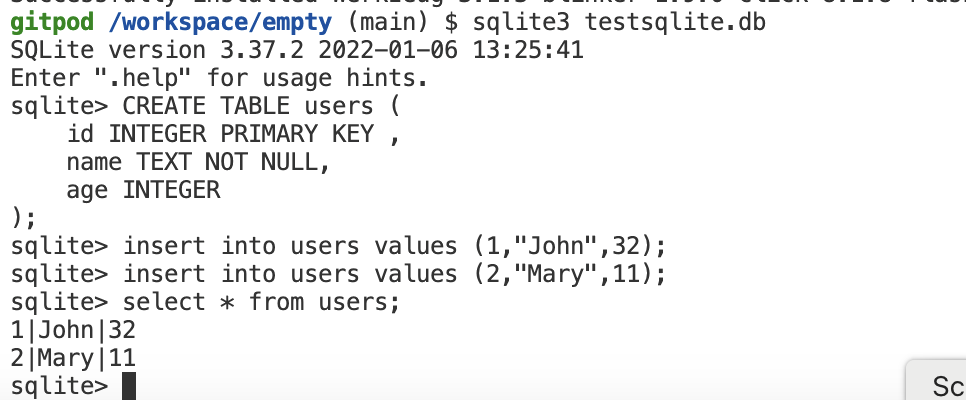 gitpod /workspace/empty (main) $ sqlite3 testsqlite.db
SQLite version 3.37.2 2022-01-06 13:25:41
Enter ".help" for usage hints.
sqlite> CREATE TABLE users (
    id INTEGER PRIMARY KEY ,
    name TEXT NOT NULL,
    age INTEGER
);
sqlite> insert into users values (1,"John",32);
sqlite> insert into users values (2,"Mary",11);
sqlite> select * from users;
1|John|32
2|Mary|11
sqlite>
Sc